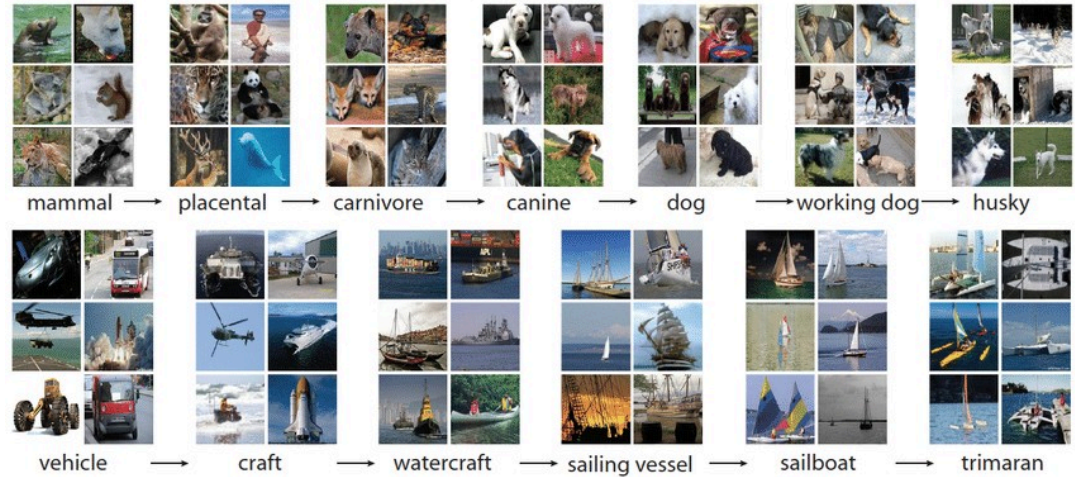 mammal → placental → carnivore → canine → dog → working dog → husky
vehicle → craft → watercraft → sailing vessel → sailboat → trimaran